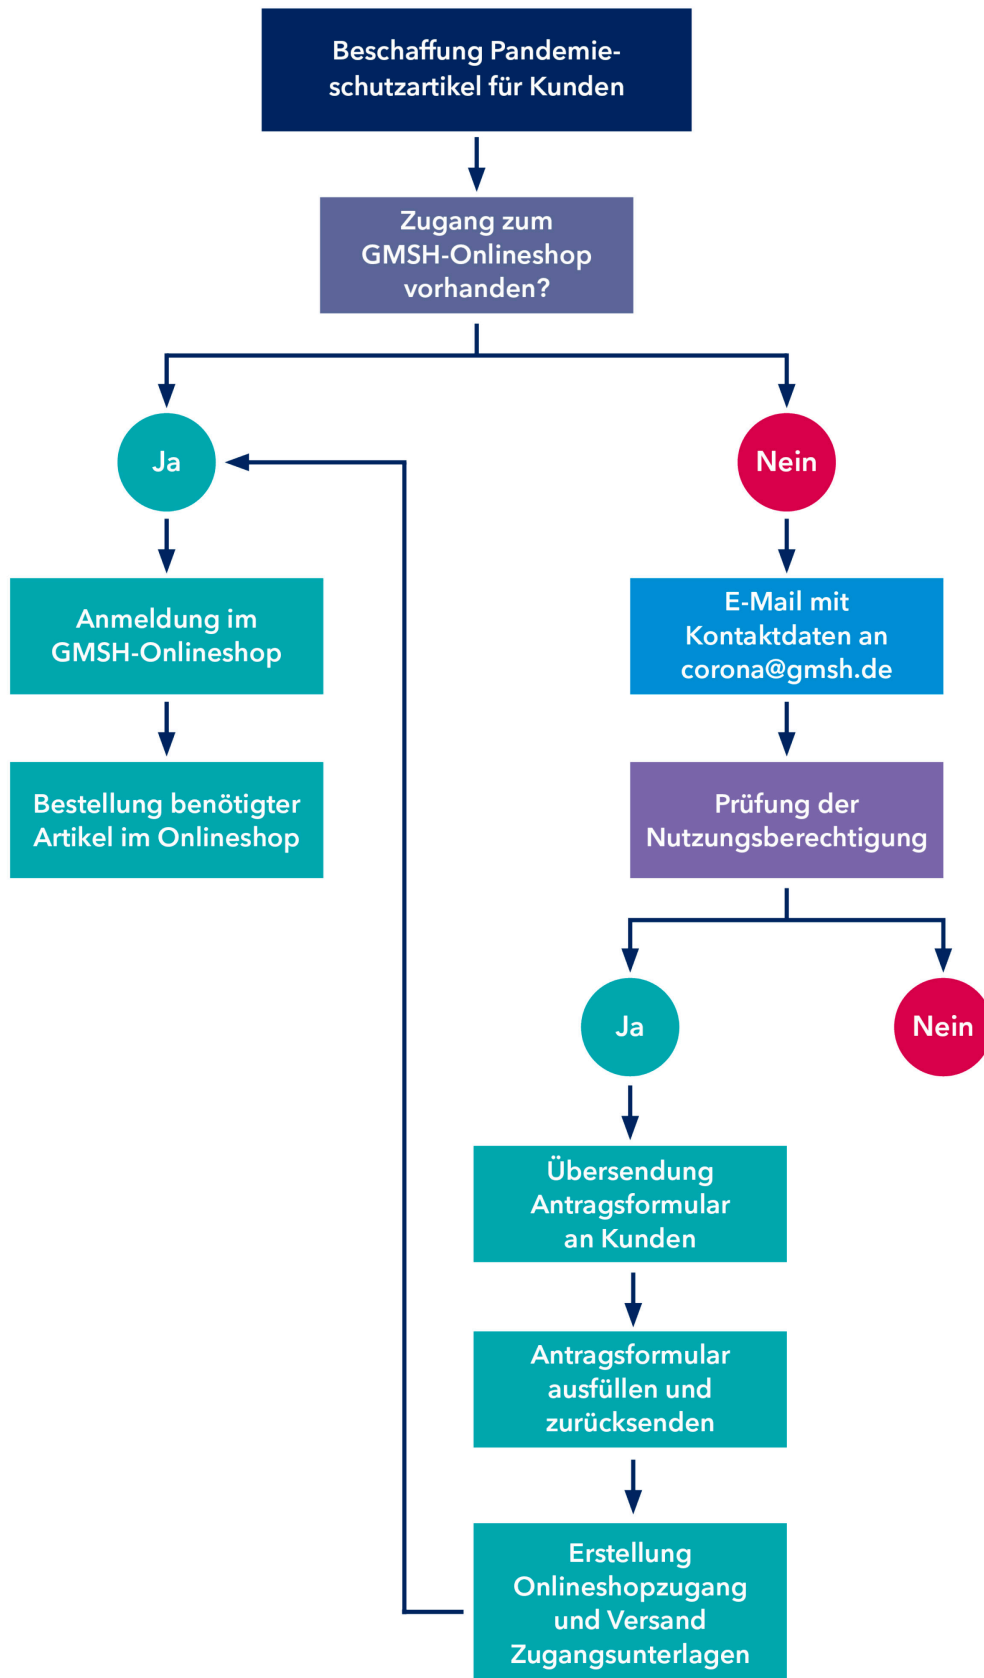 Beschaffung Pandemie-
schutzartikel für Kunden
Zugang zum
GMSH-Onlineshop
vorhanden?
Ja
Nein
Anmeldung im
GMSH-Onlineshop
E-Mail mit
Kontaktdaten an
corona@gmsh.de
Bestellung benötigter
Artikel im Onlineshop
Prüfung der
Nutzungsberechtigung
Ja
Nein
Übersendung
Antragsformular
an Kunden
Antragsformular
ausfüllen und
zurücksenden
Erstellung
Onlineshopzugang
und Versand
Zugangsunterlagen